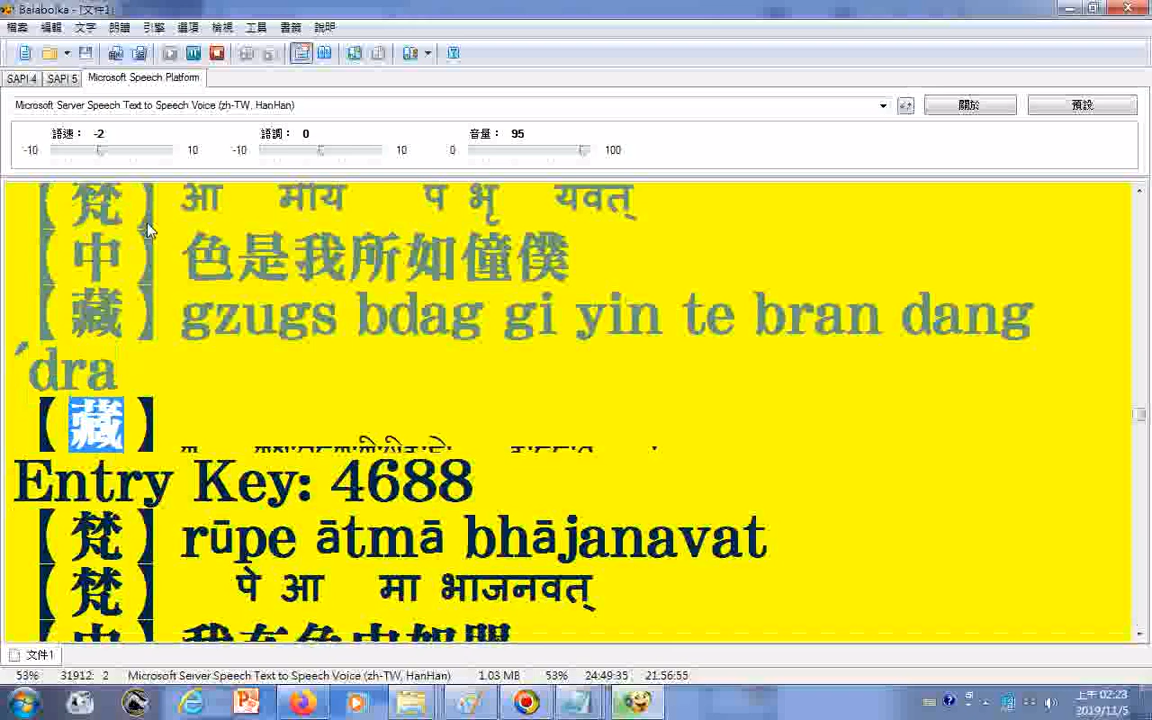 Balabolka - [文件1]
檔案 編輯 文字 朗讀 引擎 選項 檢視 工具 書籤 說明
SAPI 4 SAPI 5 Microsoft Speech Platform
Microsoft Server Speech Text to Speech Voice (zh-TW, HanHan) 關於 預設
語速： -2 語調： 0 音量： 95
-10 10 -10 10 0 100
【梵】 आ मीय प भृ यवत्
【中】色是我所如僮僕
【藏】gzugs bdag gi yin te bran dang
´dra
【藏】
Entry Key: 4688
【梵】rūpe ātmā bhājanavat
【梵】 पे आ मा भाजनवत्
文件1
53% 31912: 2 Microsoft Server Speech Text to Speech Voice (zh-TW, HanHan) 1.03 MB 53% 24:49:35 21:56:55
上午 02:23
2019/11/5